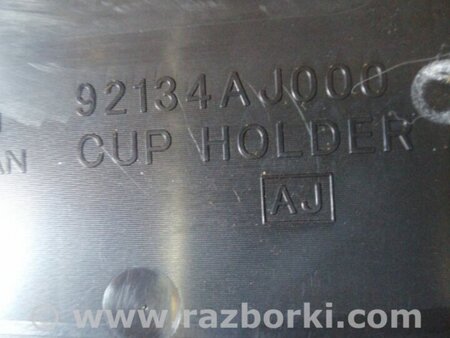 92134AJ000
CUP HOLDER
AJ
www.razborki.com